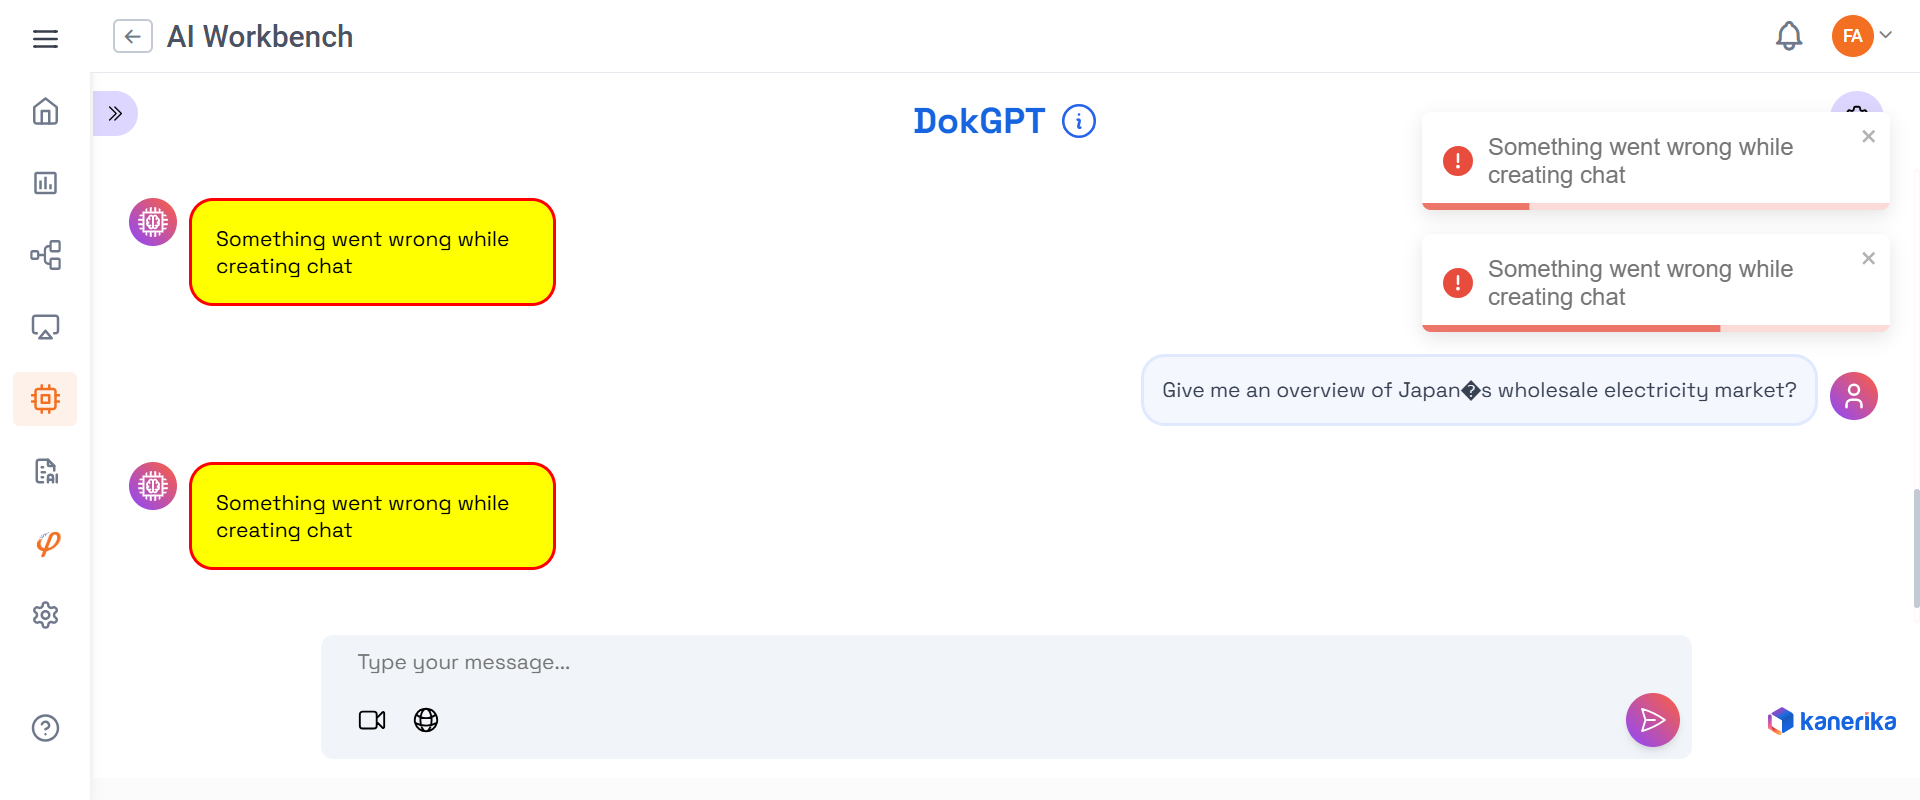 AI Workbench
FA
DokGPT
Something went wrong while
creating chat
Something went wrong while
creating chat
Something went wrong while
creating chat
Give me an overview of Japan�s wholesale electricity market?
AI
Something went wrong while
creating chat
Type your message...
kanerika